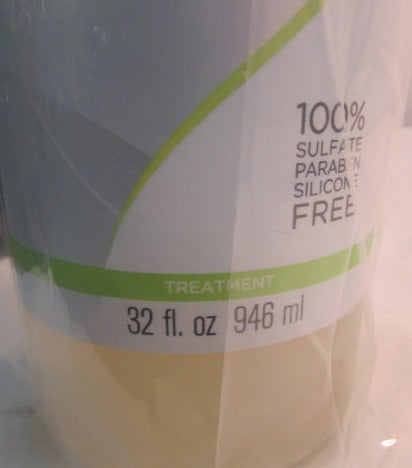 100%
SULFATE
PARABEN
SILICONE
FREE
TREATMENT
32 fl. oz 946 ml